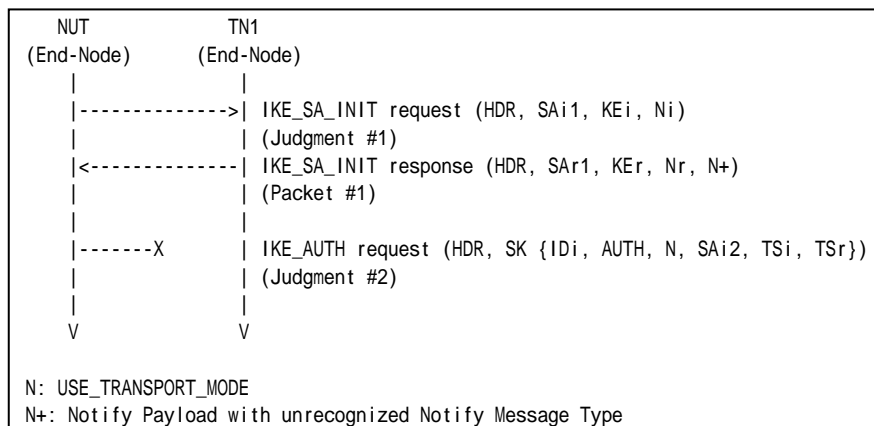 NUT TN1
(End-Node) (End-Node)
| |
|-------------->| IKE_SA_INIT request (HDR, SAi1, KEi, Ni)
| | (Judgment #1)
|<--------------| IKE_SA_INIT response (HDR, SAr1, KEr, Nr, N+)
| | (Packet #1)
| |
|-------X | IKE_AUTH request (HDR, SK {IDi, AUTH, N, SAi2, TSi, TSr})
| | (Judgment #2)
| |
V V
N: USE_TRANSPORT_MODE
N+: Notify Payload with unrecognized Notify Message Type